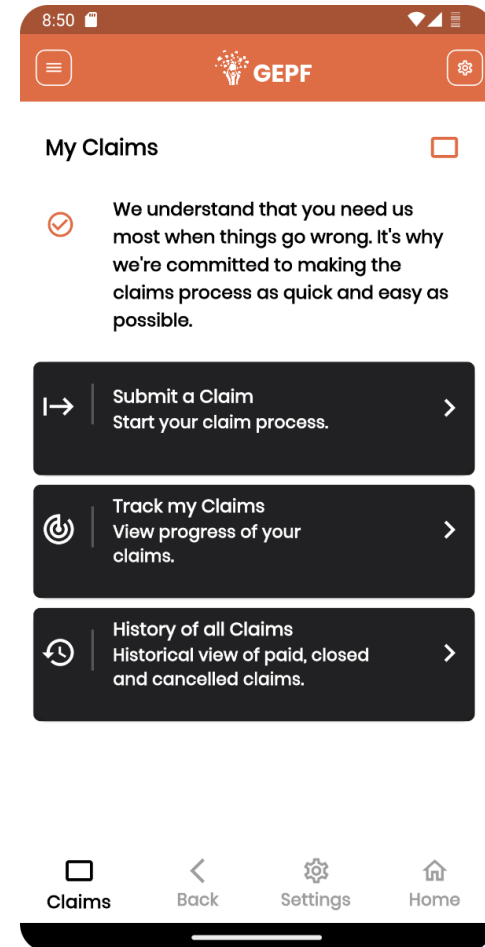 8:50
GEPF
My Claims
We understand that you need us
most when things go wrong. It's why
we're committed to making the
claims process as quick and easy as
possible.
Submit a Claim
Start your claim process.
Track my Claims
View progress of your
claims.
History of all Claims
Historical view of paid, closed
and cancelled claims.
Claims
Back
Settings
Home